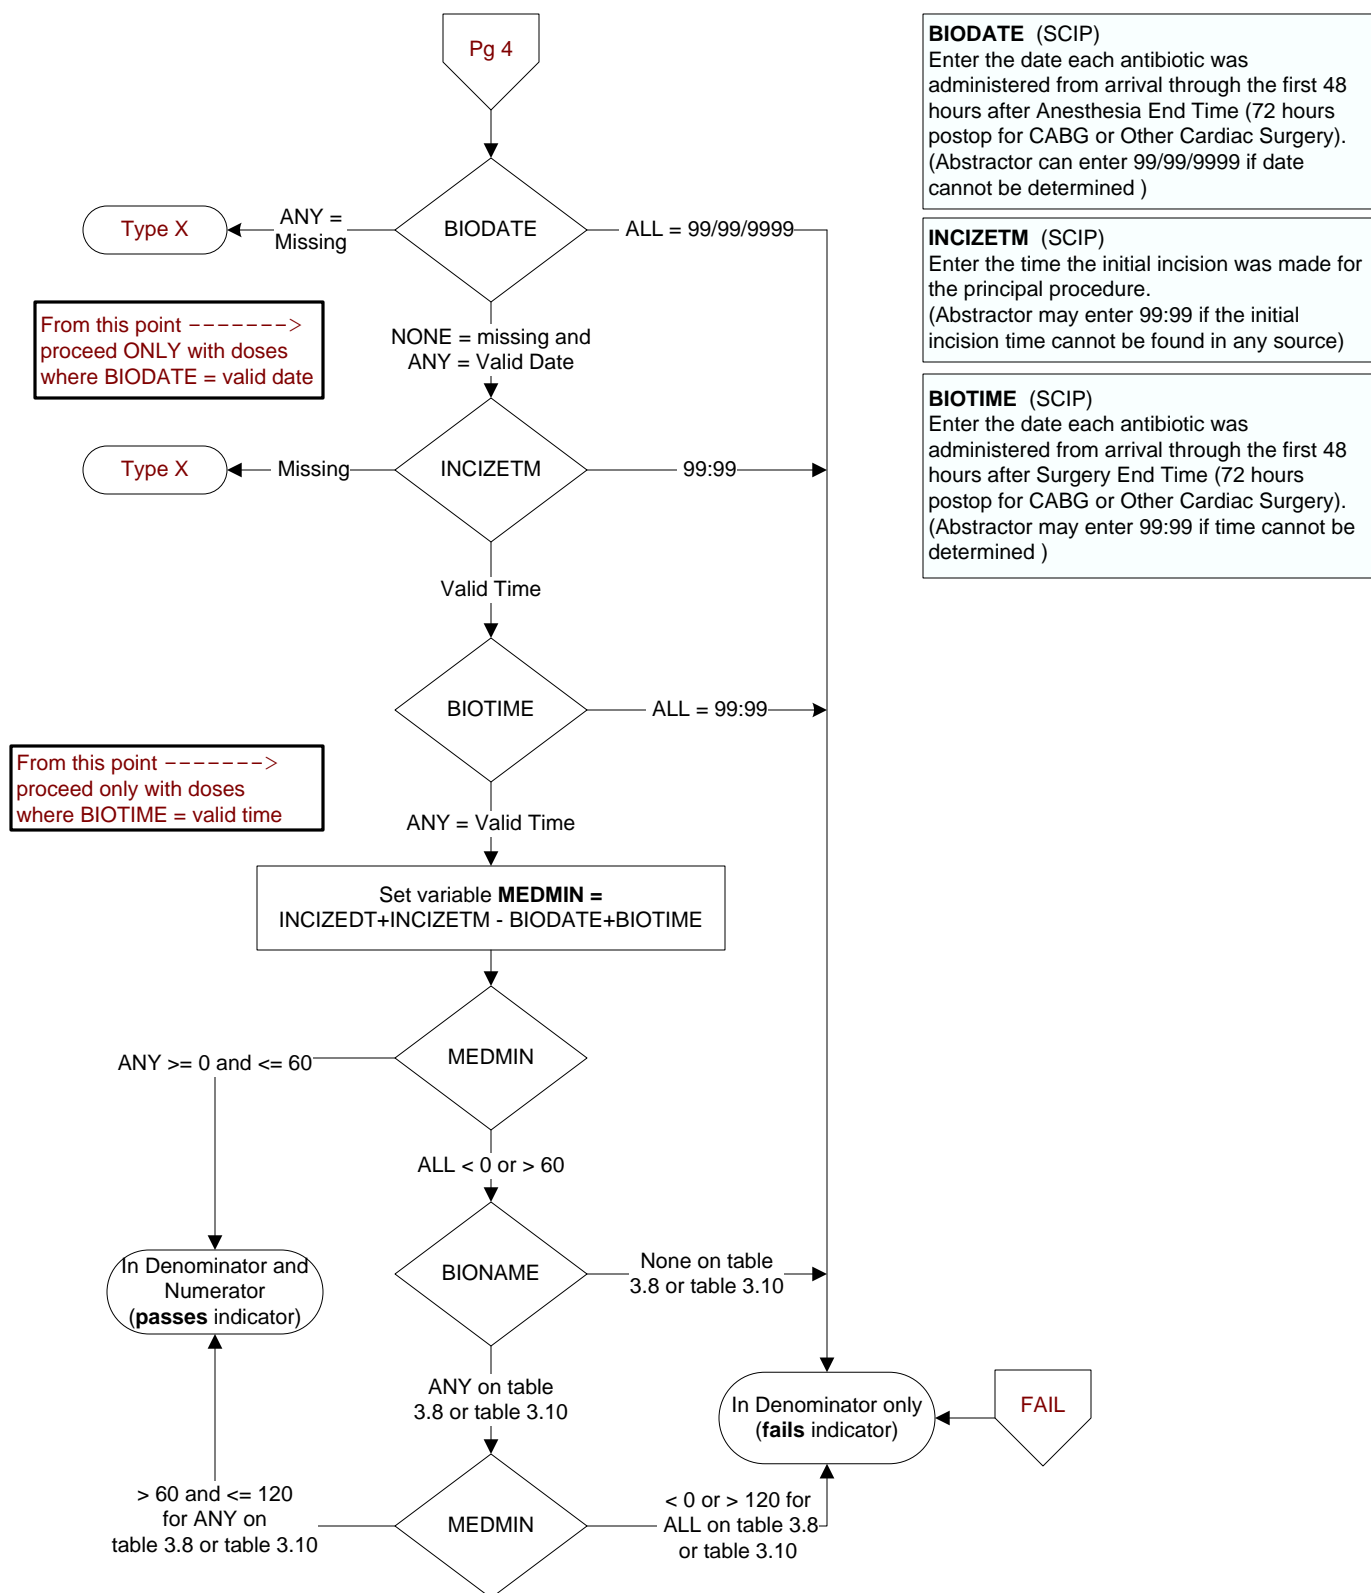 Pg 4
BIODATE (SCIP)
Enter the date each antibiotic was
administered from arrival through the first 48
hours after Anesthesia End Time (72 hours
postop for CABG or Other Cardiac Surgery).
(Abstractor can enter 99/99/9999 if date
cannot be determined )
Type X
ANY =
Missing
BIODATE
ALL = 99/99/9999
INCIZETM (SCIP)
Enter the time the initial incision was made for
the principal procedure.
(Abstractor may enter 99:99 if the initial
incision time cannot be found in any source)
From this point ------->
proceed ONLY with doses
where BIODATE = valid date
NONE = missing and
ANY = Valid Date
BIOTIME (SCIP)
Enter the date each antibiotic was
administered from arrival through the first 48
hours after Surgery End Time (72 hours
postop for CABG or Other Cardiac Surgery).
(Abstractor may enter 99:99 if time cannot be
determined )
Type X
Missing
INCIZETM
99:99
Valid Time
BIOTIME
ALL = 99:99
From this point ------->
proceed only with doses
where BIOTIME = valid time
ANY = Valid Time
Set variable MEDMIN =
INCIZEDT+INCIZETM - BIODATE+BIOTIME
MEDMIN
ANY >= 0 and <= 60
ALL < 0 or > 60
In Denominator and
Numerator
(passes indicator)
BIONAME
None on table
3.8 or table 3.10
ANY on table
3.8 or table 3.10
In Denominator only
(fails indicator)
FAIL
> 60 and <= 120
for ANY on
table 3.8 or table 3.10
MEDMIN
< 0 or > 120 for
ALL on table 3.8
or table 3.10